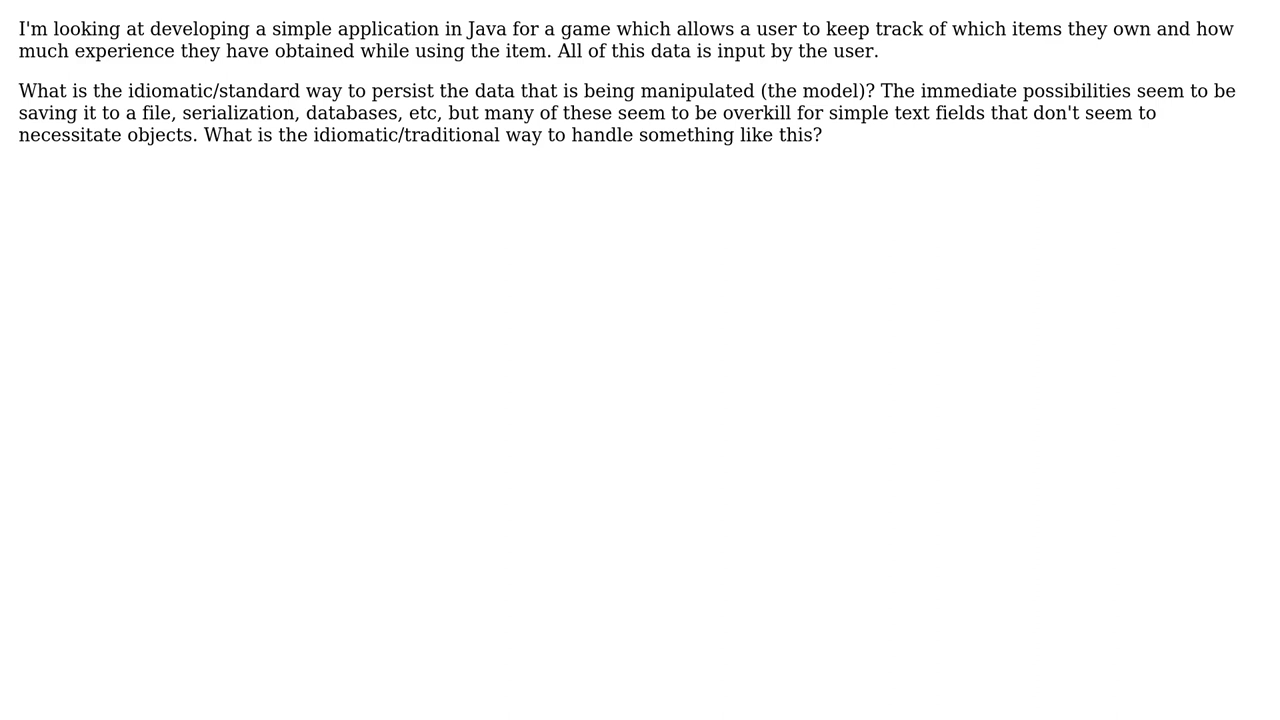 I'm looking at developing a simple application in Java for a game which allows a user to keep track of which items they own and how
much experience they have obtained while using the item. All of this data is input by the user.
What is the idiomatic/standard way to persist the data that is being manipulated (the model)? The immediate possibilities seem to be
saving it to a file, serialization, databases, etc, but many of these seem to be overkill for simple text fields that don't seem to
necessitate objects. What is the idiomatic/traditional way to handle something like this?